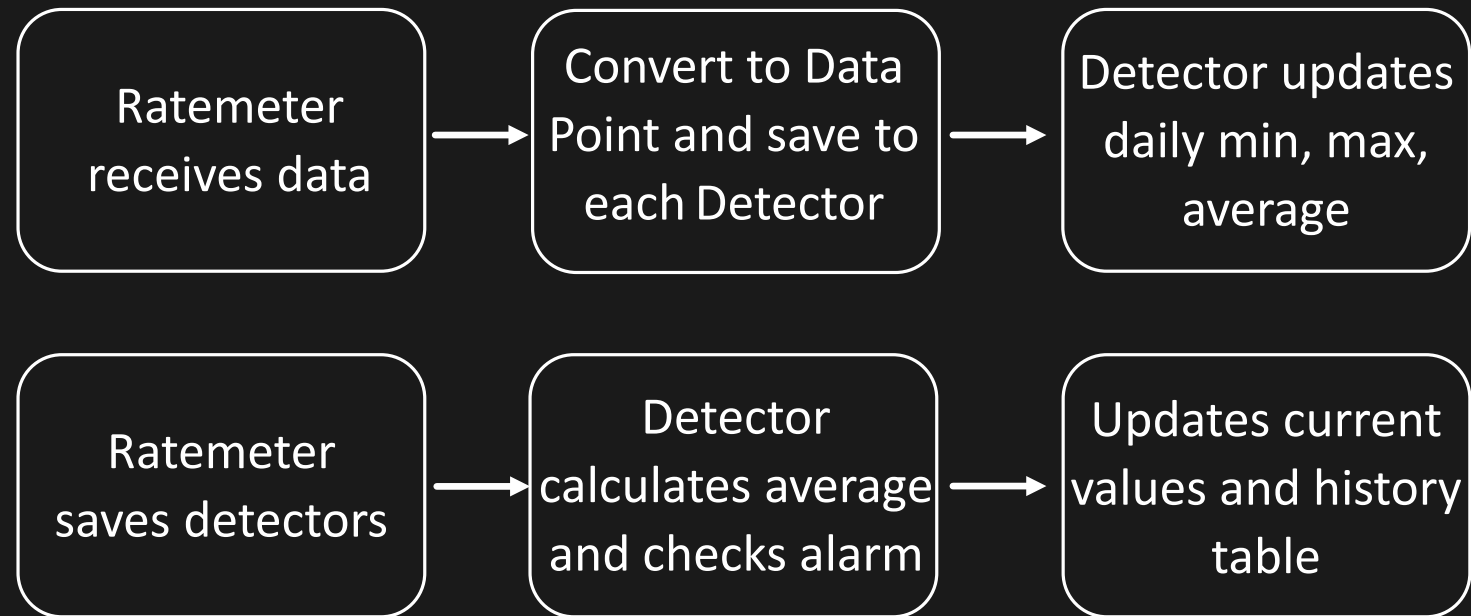 Ratemeter
receives data
Convert to Data
Point and save to
each Detector
Detector updates
daily min, max,
average
Ratemeter
saves detectors
Detector
calculates average
and checks alarm
Updates current
values and history
table